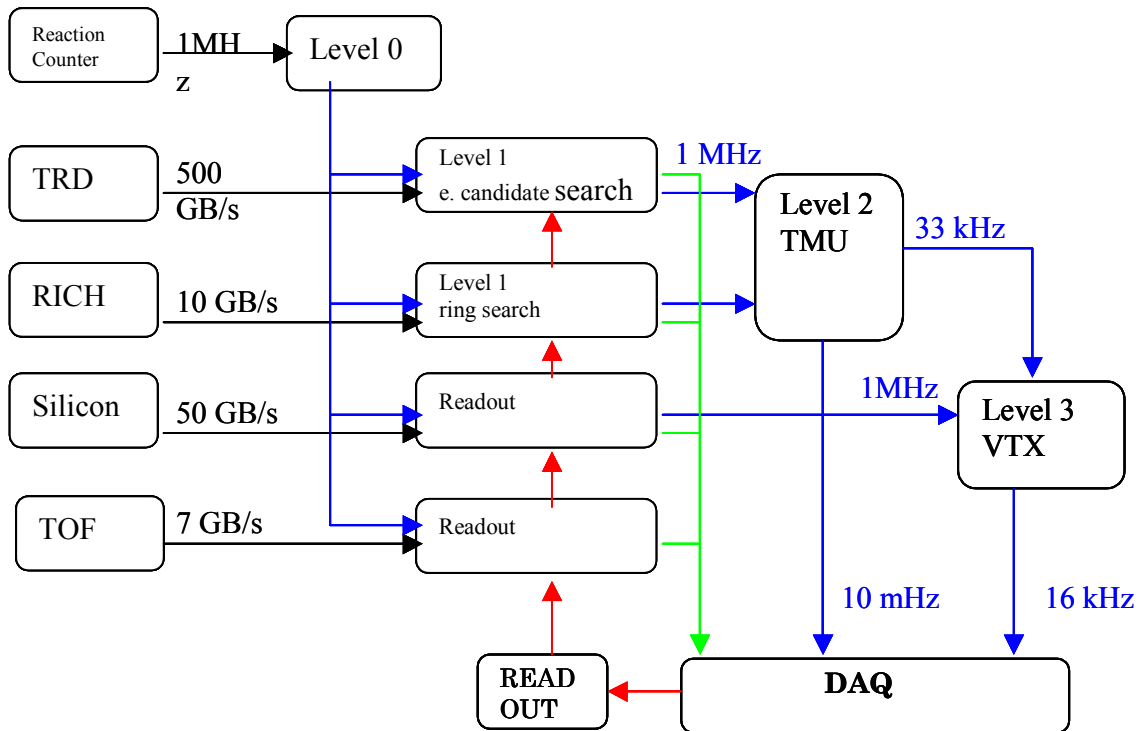 Reaction
Counter
1MH
z
Level 0
TRD
500
GB/s
Level 1
e. candidate search
1 MHz
Level 2
TMU
33 kHz
RICH
10 GB/s
Level 1
ring search
Silicon
50 GB/s
Readout
1MHz
Level 3
VTX
TOF
7 GB/s
Readout
10 mHz
16 kHz
READ
OUT
DAQ